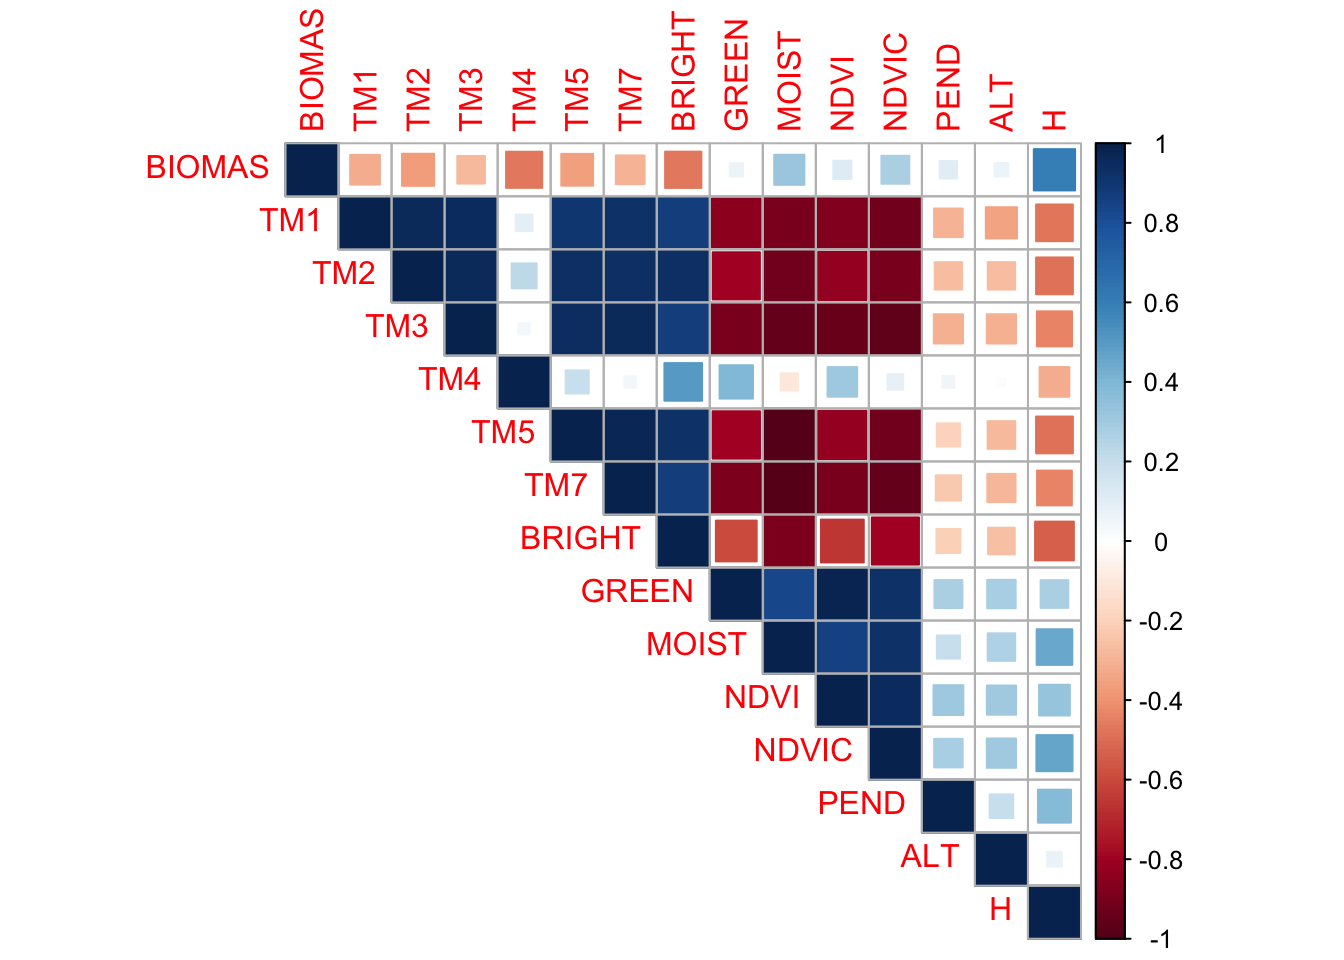 BIOMAS
TM1
TM2
TM3
TM4
TM5
TM7
BRIGHT
GREEN
MOIST
NDVI
NDVIC
PEND
ALT
H
BIOMAS
TM1
TM2
TM3
TM4
TM5
TM7
BRIGHT
GREEN
MOIST
NDVI
NDVIC
PEND
ALT
H
1
0.8
0.6
0.4
0.2
0
-0.2
-0.4
-0.6
-0.8
-1